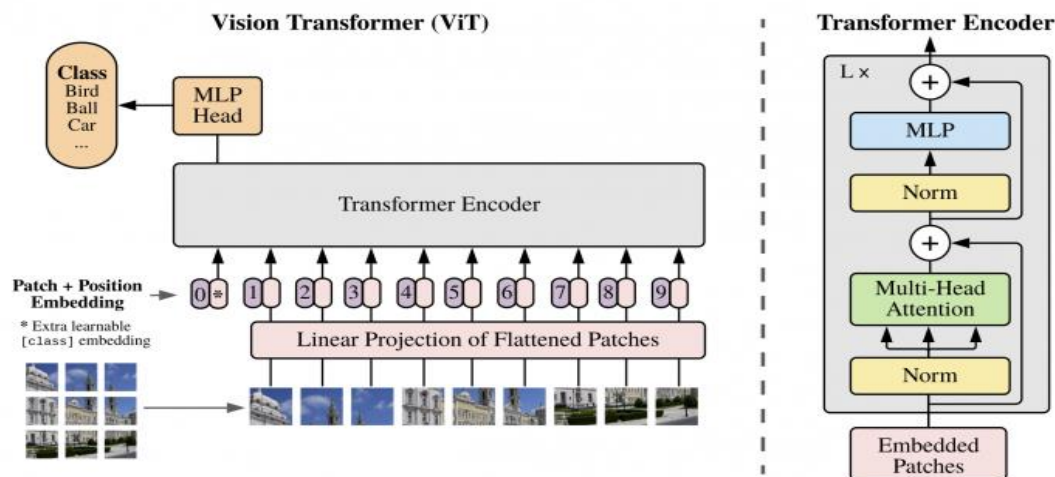 Vision Transformer (ViT)
Class
Bird
Ball
Car
...
MLP
Head
Transformer Encoder
Patch + Position
Embedding
0 * 1 2 3 4 5 6 7 8 9
* Extra learnable
[class] embedding
Linear Projection of Flattened Patches
Transformer Encoder
L ×
+
MLP
Norm
+
Multi-Head
Attention
Norm
Embedded
Patches